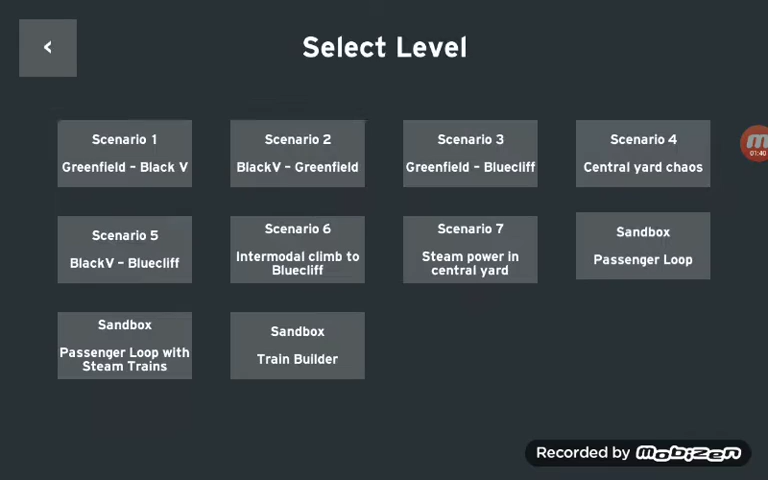 <
Select Level
Scenario 1
Greenfield - Black V
Scenario 2
BlackV - Greenfield
Scenario 3
Greenfield - Bluecliff
Scenario 4
Central yard chaos
01:40
Scenario 5
BlackV - Bluecliff
Scenario 6
Intermodal climb to
Bluecliff
Scenario 7
Steam power in
central yard
Sandbox
Passenger Loop
Sandbox
Passenger Loop with
Steam Trains
Sandbox
Train Builder
Recorded by mobizen